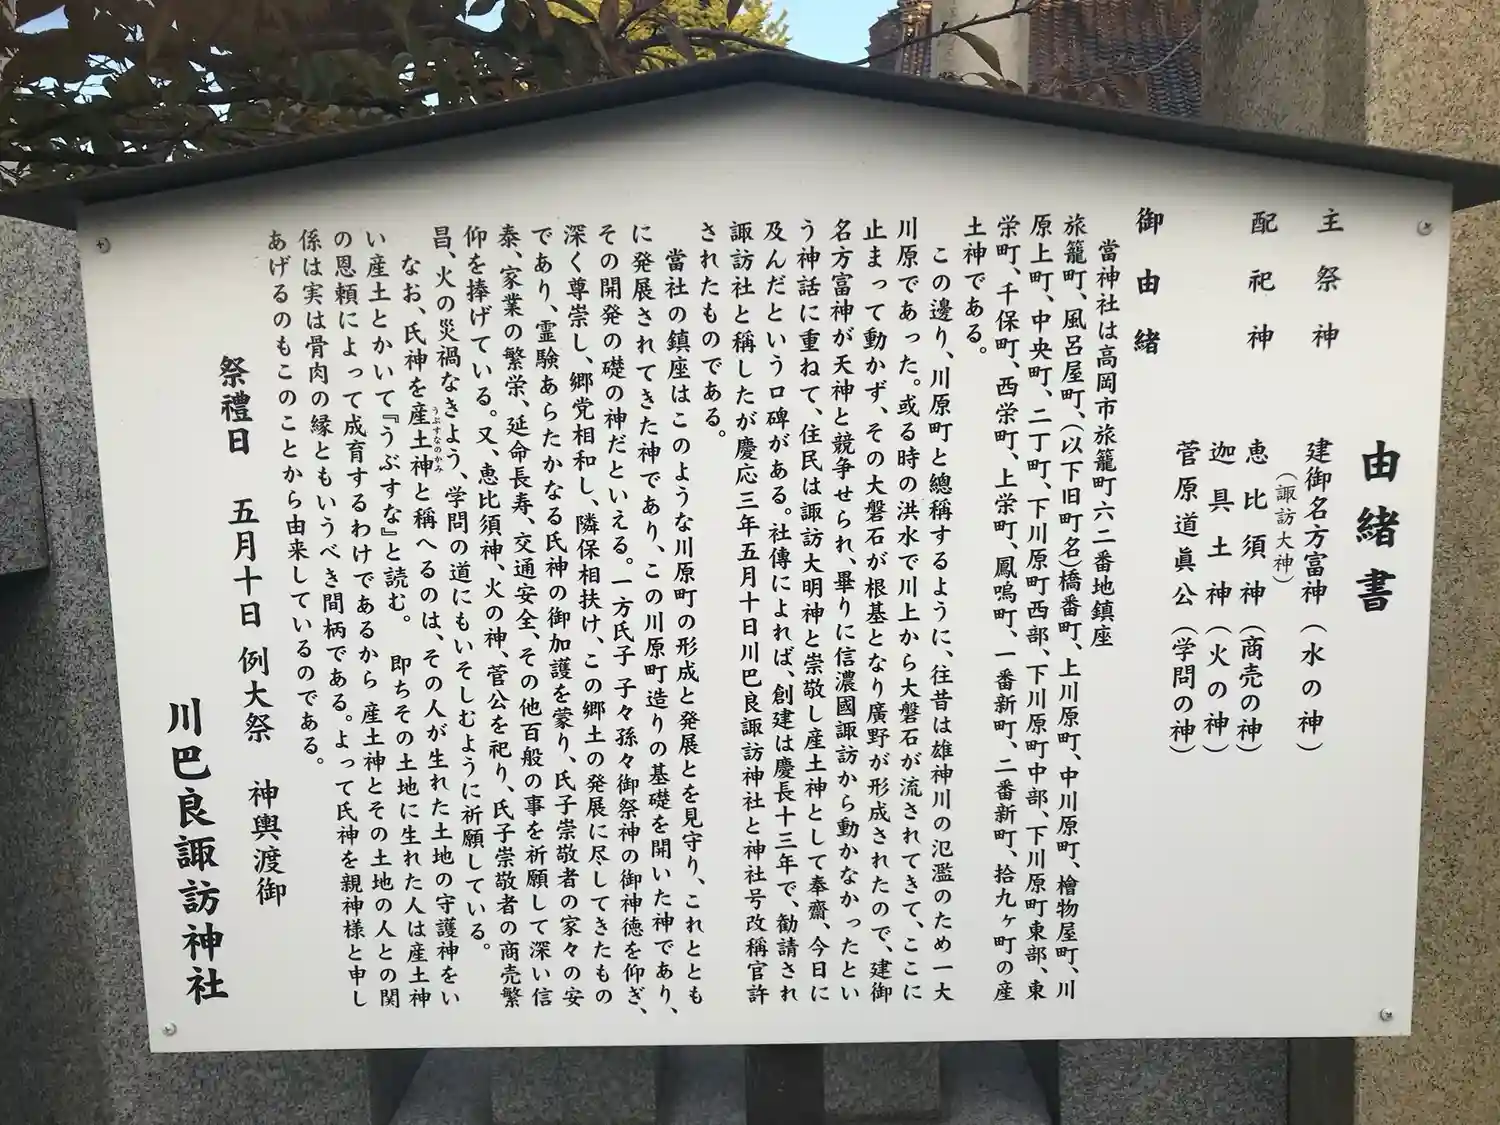 由緒書
主祭神　建御名方富神（水の神）
（諏訪大神）
配祀神　恵比須神（商売の神）
迦具土神（火の神）
菅原道眞公（学問の神）
御由緒
當神社は高岡市旅籠町六二番地鎮座
旅籠町、風呂屋町、（以下旧町名）橋番町、上川原町、中川原町、檜物屋町、川
原上町、中央町、二丁町、下川原町西部、下川原町中部、下川原町東部、東
栄町、千保町、西栄町、上栄町、鳳鳴町、一番新町、二番新町、拾九ヶ町の産
土神である。
この邊り、川原町と總稱するように、往昔は雄神川の氾濫のため一大
川原であった。或る時の洪水で川上から大磐石が流されてきて、ここに
止まって動かず、その大磐石が根基となり廣野が形成されたので、建御
名方富神が天神と競争せられ、畢りに信濃國諏訪から動かなかったとい
う神話に重ねて、住民は諏訪大明神と崇敬し産土神として奉齋、今日に
及んだという口碑がある。社傳によれば、創建は慶長十三年で、勧請され
諏訪社と稱したが慶応三年五月十日川巴良諏訪神社と神社号改稱官許
されたものである。
當社の鎮座はこのような川原町の形成と発展とを見守り、これととも
に発展されてきた神であり、この川原町造りの基礎を開いた神であり、
その開発の礎の神だといえる。一方氏子 子々孫々御祭神の御神徳を仰ぎ、
深く尊崇し、郷党相和し、隣保相扶け、この郷土の発展に尽してきたもの
であり、霊験あらたかなる氏神の御加護を蒙り、氏子崇敬者の家々の安
泰、家業の繁栄、延命長寿、交通安全、その他百般の事を祈願して深い信
仰を捧げている。又、恵比須神、火の神、菅公を祀り、氏子崇敬者の商売繁
昌、火の災禍なきよう、学問の道にもいそしむように祈願している。
なお、氏神を産土神と稱へるのは、その人が生れた土地の守護神をい
うぶすなのかみ
い産土とかいて『うぶすな』と読む。 即ちその土地に生れた人は産土神
の恩頼によって成育するわけであるから 産土神とその土地の人との関
係は実は骨肉の縁ともいうべき間柄である。よって氏神を親神様と申し
あげるのもこのことから由来しているのである。
祭禮日　五月十日 例大祭　神輿渡御
川巴良諏訪神社